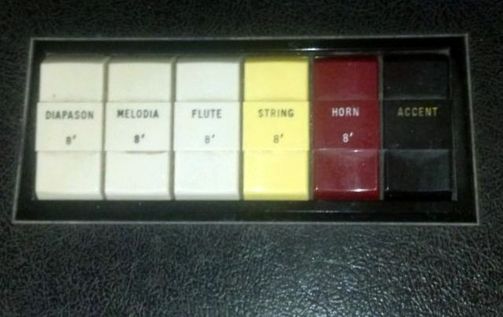 DIAPASON MELODIA FLUTE STRING HORN ACCENT
8' 8' 8' 8' 8'